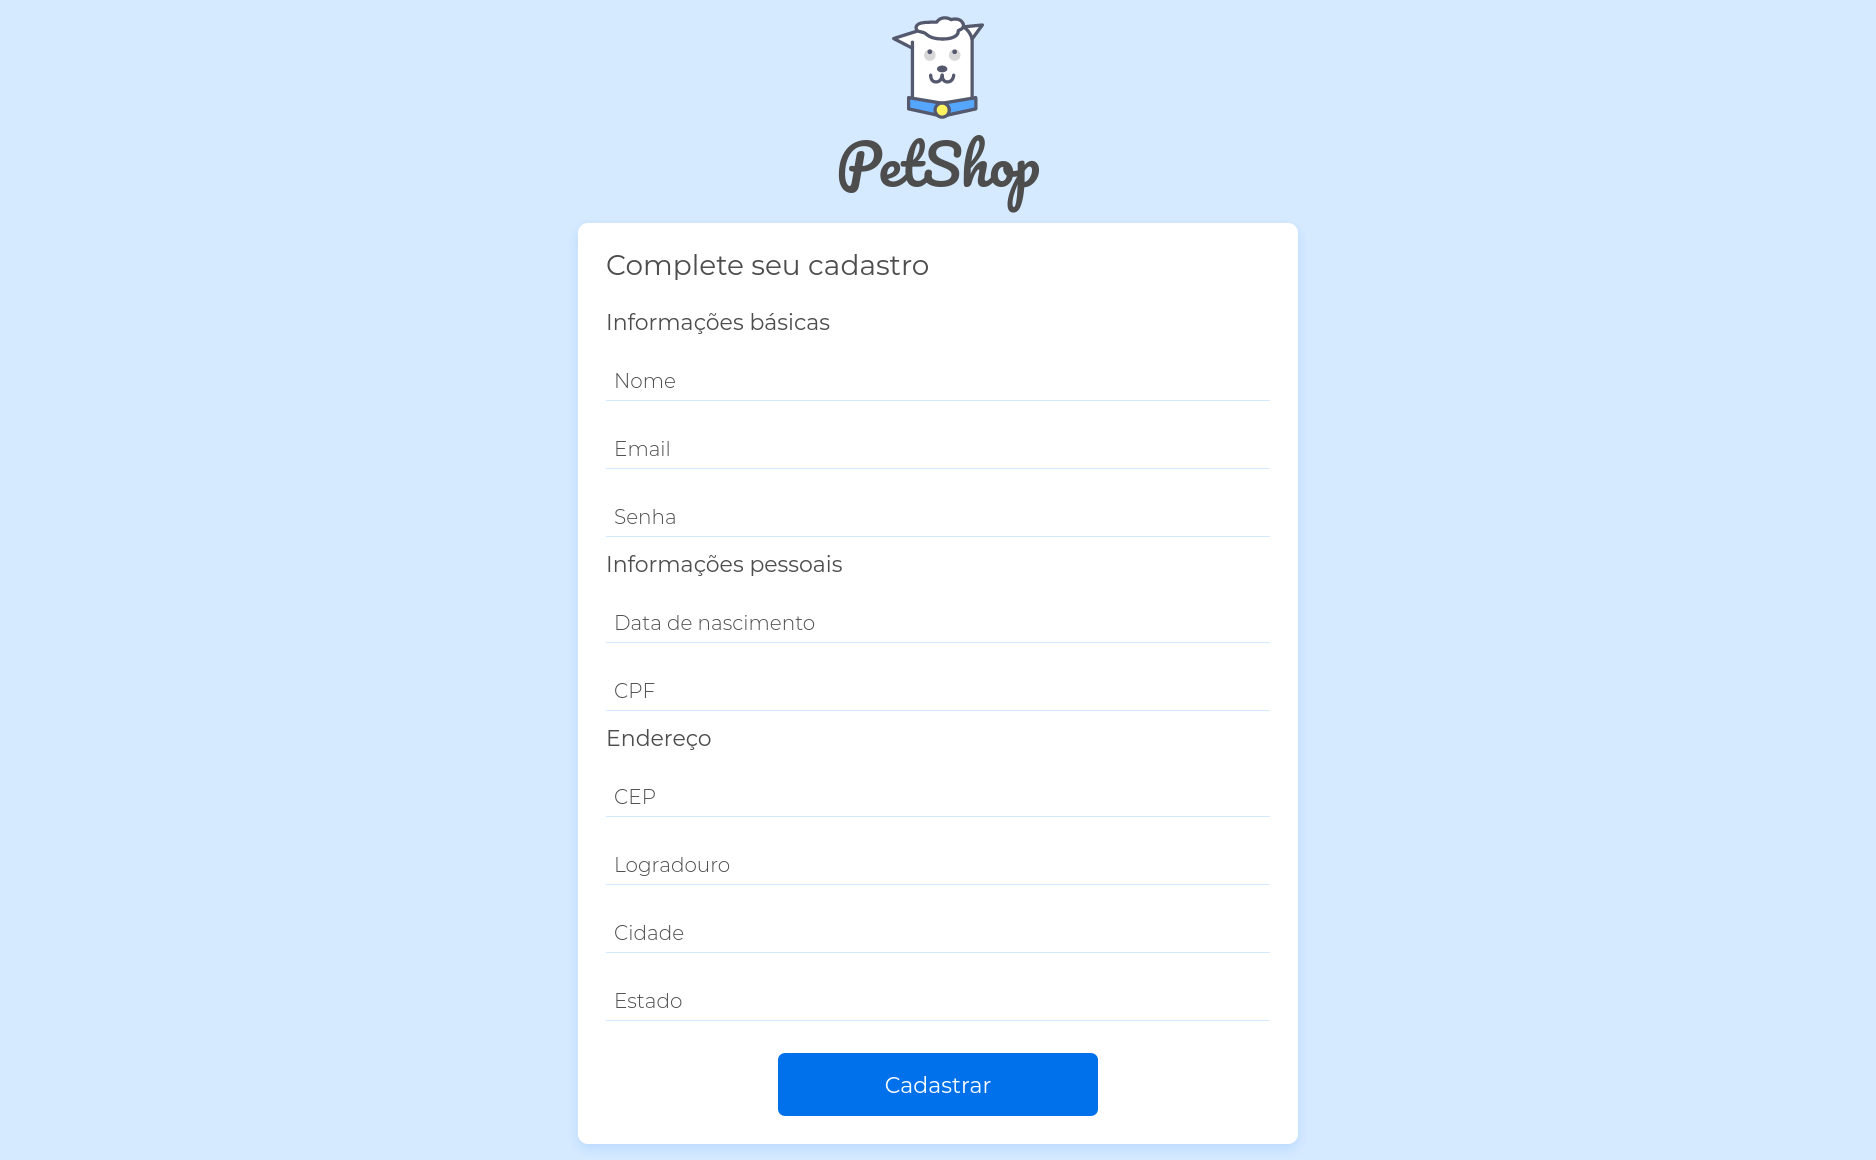 PetShop
Complete seu cadastro
Informações básicas
Nome
Email
Senha
Informações pessoais
Data de nascimento
CPF
Endereço
CEP
Logradouro
Cidade
Estado
Cadastrar